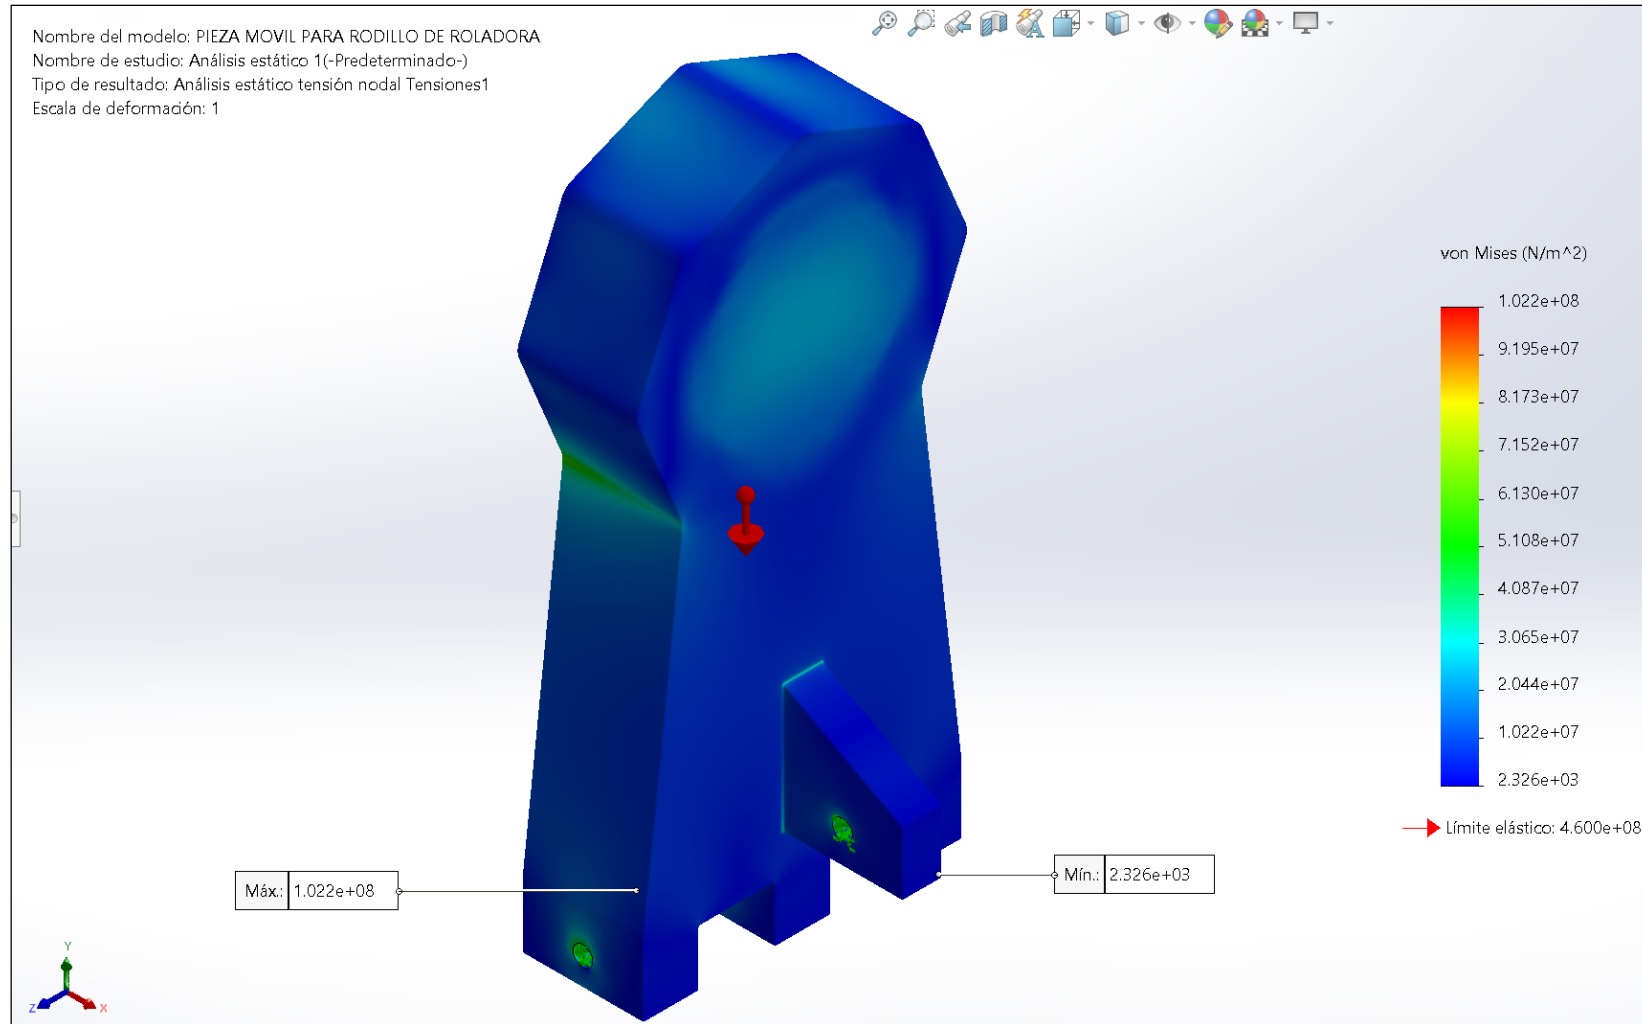 Nombre del modelo: PIEZA MOVIL PARA RODILLO DE ROLADORA
Nombre de estudio: Análisis estático 1(-Predeterminado-)
Tipo de resultado: Análisis estático tensión nodal Tensiones1
Escala de deformación: 1
von Mises (N/m^2)
1.022e+08
9.195e+07
8.173e+07
7.152e+07
6.130e+07
5.108e+07
4.087e+07
3.065e+07
2.044e+07
1.022e+07
2.326e+03
Límite elástico: 4.600e+08
Máx.: 1.022e+08
Mín.: 2.326e+03
Y
Z
X